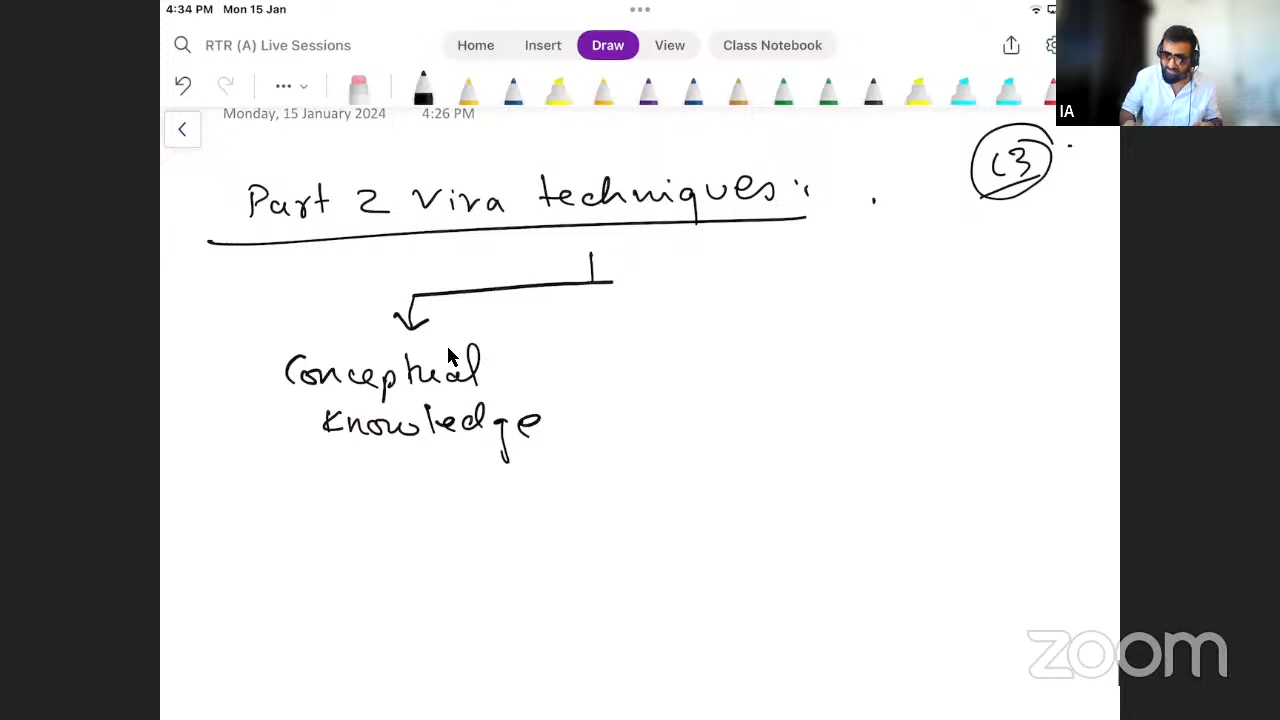 4:34 PM Mon 15 Jan
RTR (A) Live Sessions
Home Insert Draw View Class Notebook
IA
Monday, 15 January 2024 4:26 PM
Part 2 Viva techniques:
Conceptual
Knowledge
zoom